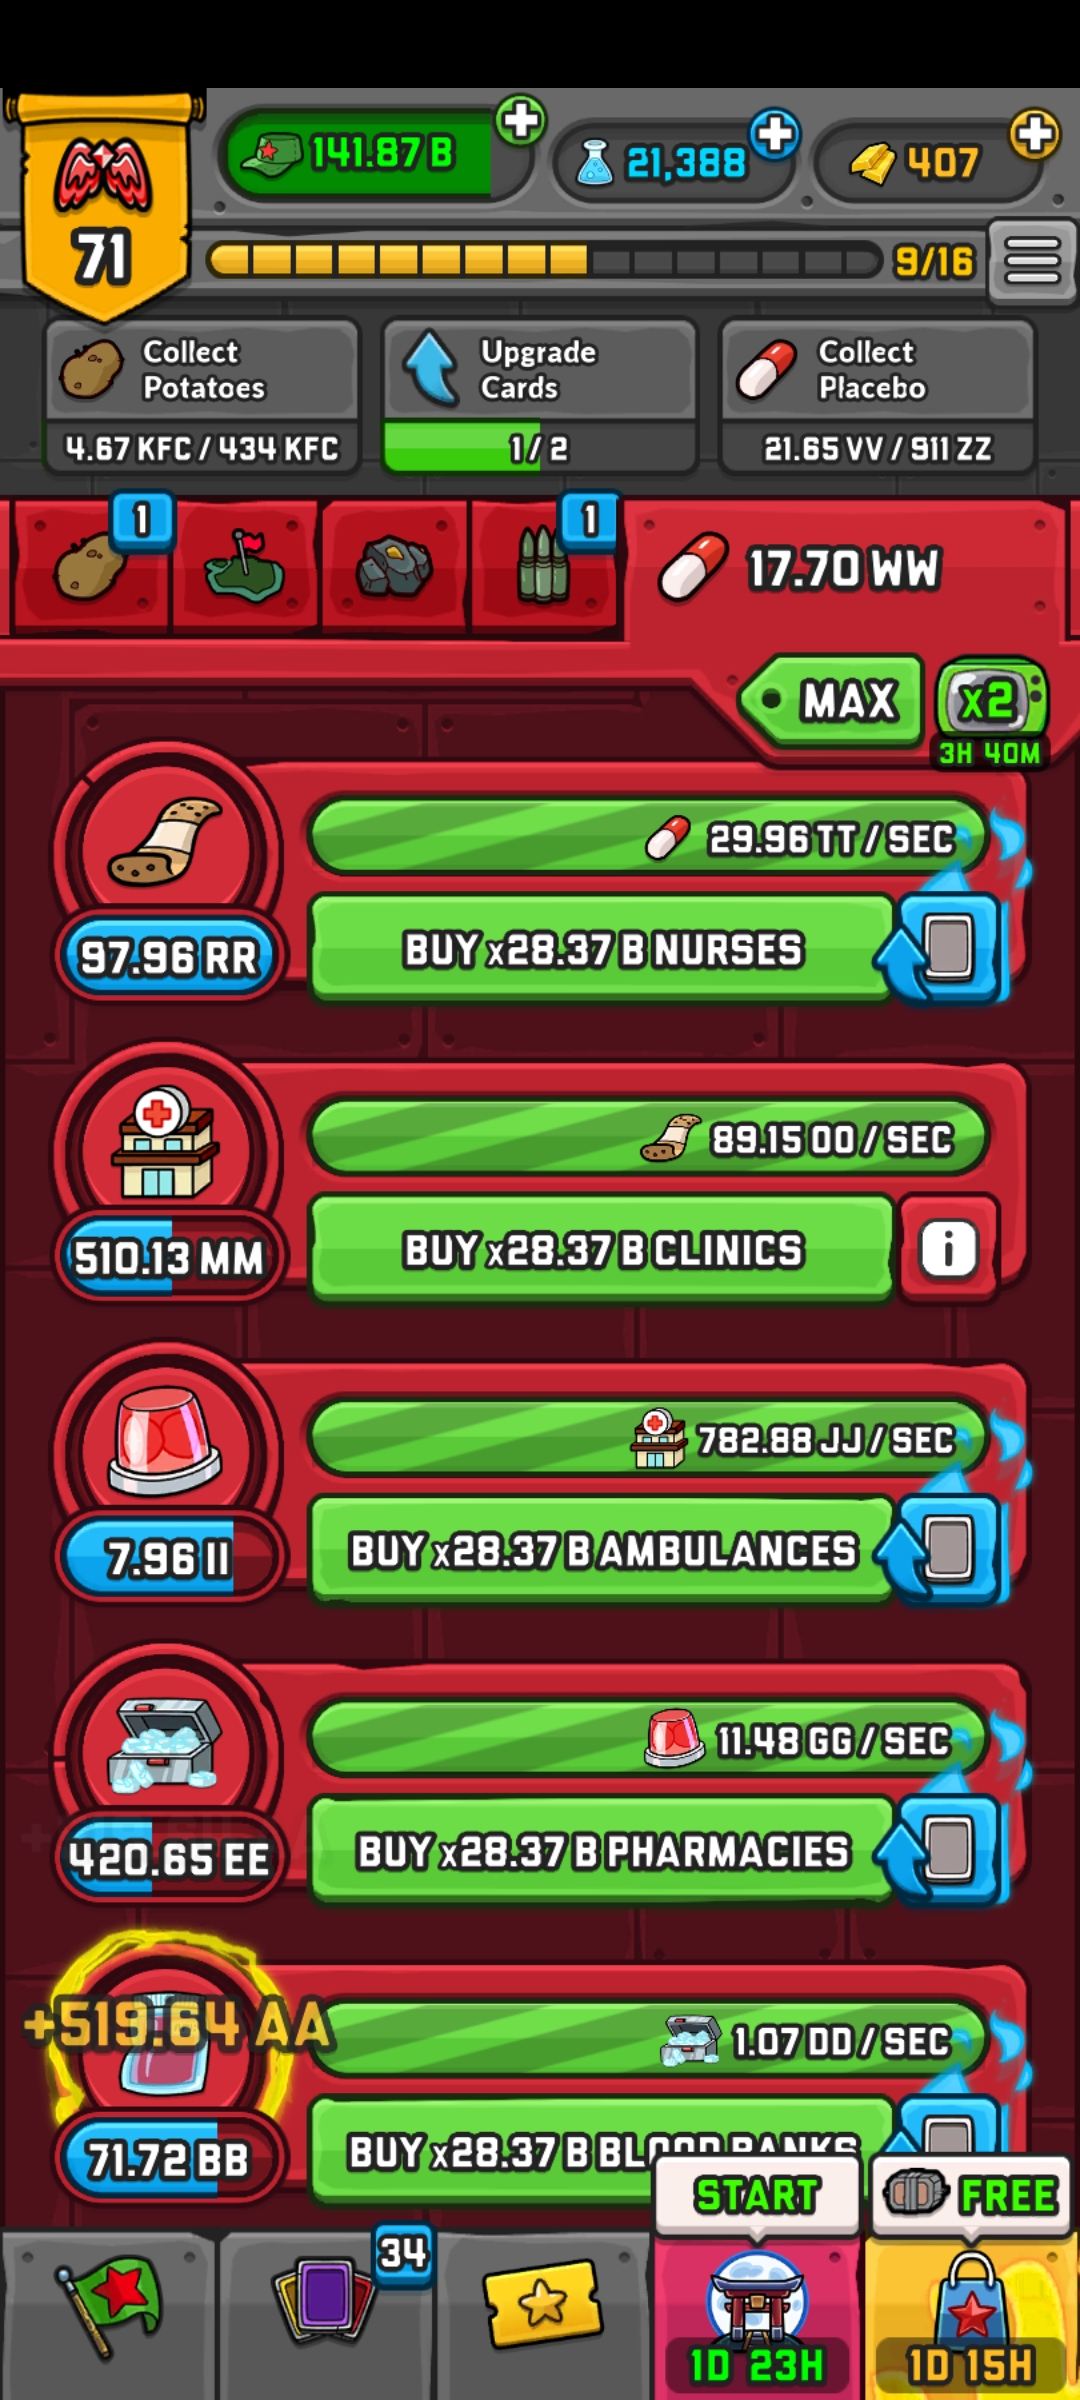 71
141.87 B
21,388
407
9/16
Collect
Potatoes
4.67 KFC / 434 KFC
Upgrade
Cards
1 / 2
Collect
Placebo
21.65 VV / 911 ZZ
1
1
17.70 WW
MAX
x2
3H 40M
29.96 TT / SEC
97.96 RR
BUY x28.37 B NURSES
89.15 OO / SEC
510.13 MM
BUY x28.37 B CLINICS
i
782.88 JJ / SEC
7.96 II
BUY x28.37 B AMBULANCES
11.48 GG / SEC
420.65 EE
BUY x28.37 B PHARMACIES
+519.64 AA
1.07 DD / SEC
71.72 BB
BUY x28.37 B BLOOD BANKS
START
FREE
34
1D 23H
1D 15H